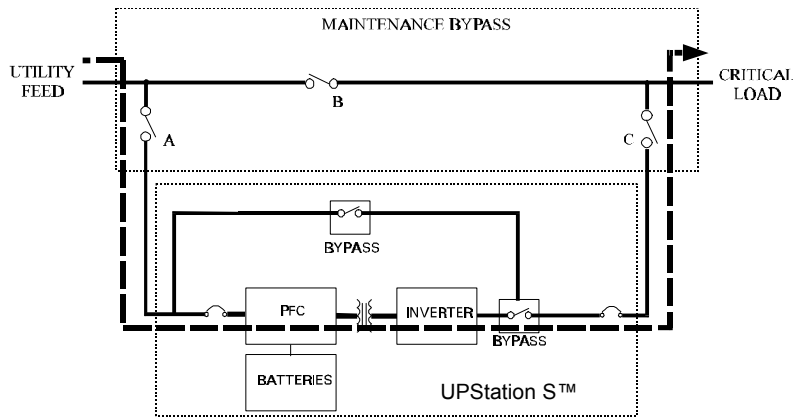 MAINTENANCE BYPASS
UTILITY
FEED
CRITICAL
LOAD
B
A
C
BYPASS
PFC
INVERTER
BYPASS
BATTERIES
UPStation S™